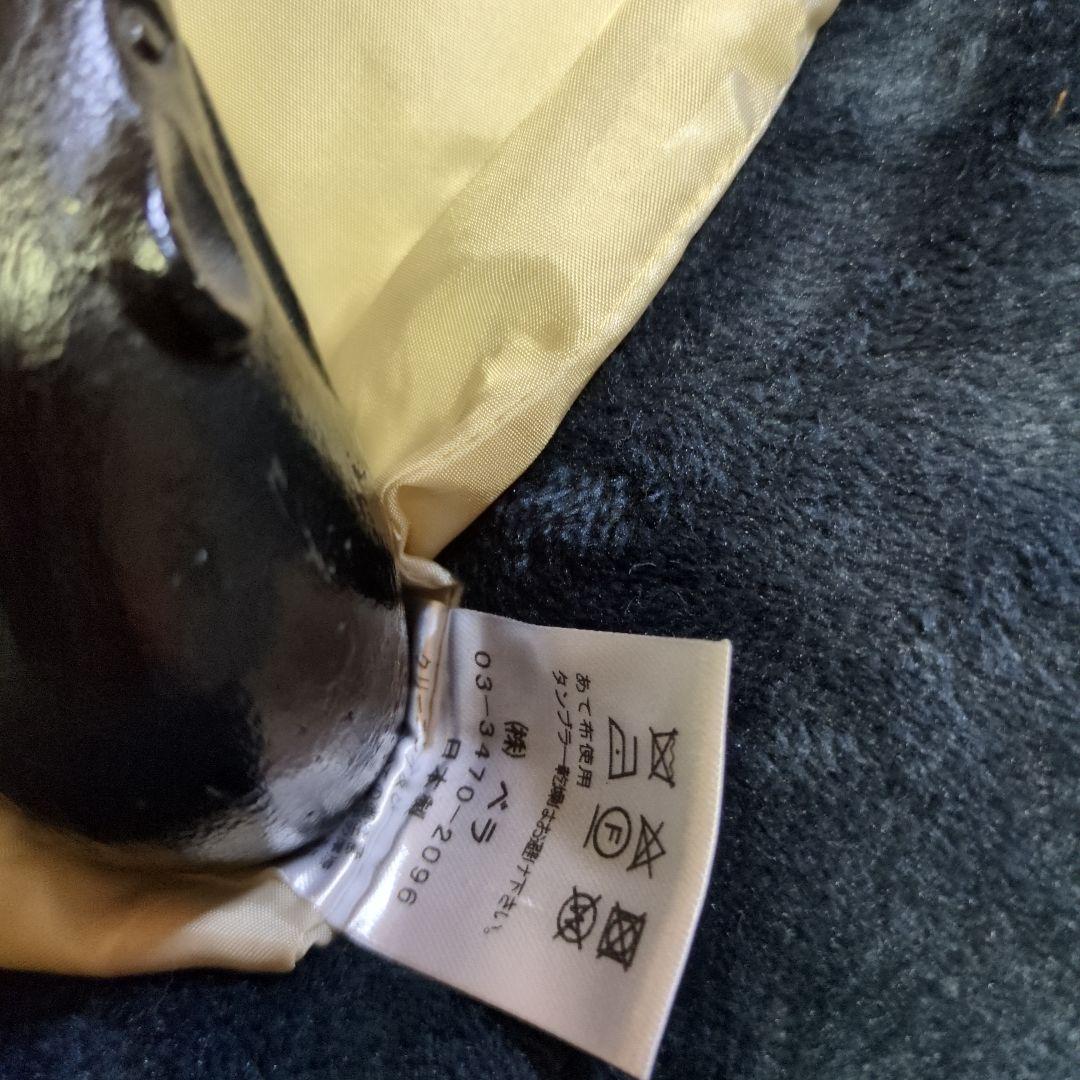 あて布使用
タンブラー乾燥はお避け下さい。
(株) ベラ
03-3470-2096
日本製